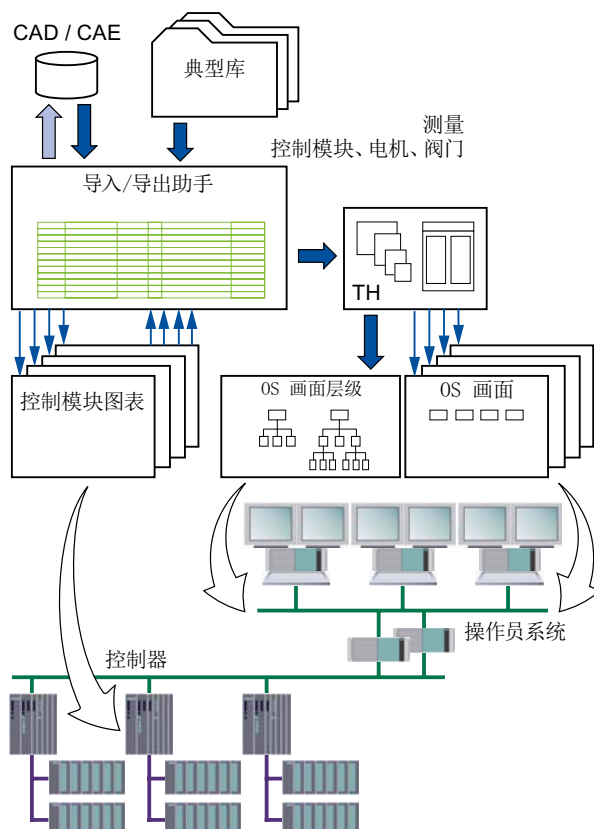 CAD / CAE
典型库
测量
控制模块、电机、阀门
导入/导出助手
TH
控制模块图表
OS 画面层级
OS 画面
操作员系统
控制器